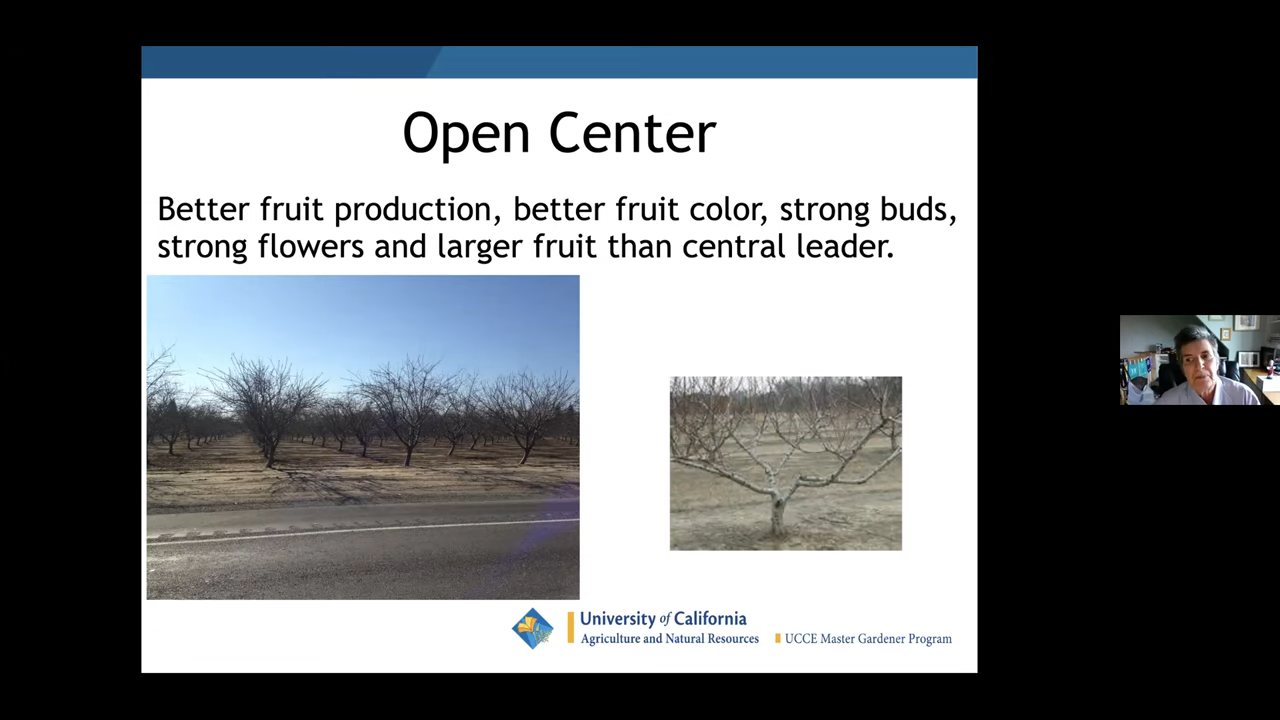 Open Center
Better fruit production, better fruit color, strong buds,
strong flowers and larger fruit than central leader.
University of California
Agriculture and Natural Resources
UCCE Master Gardener Program